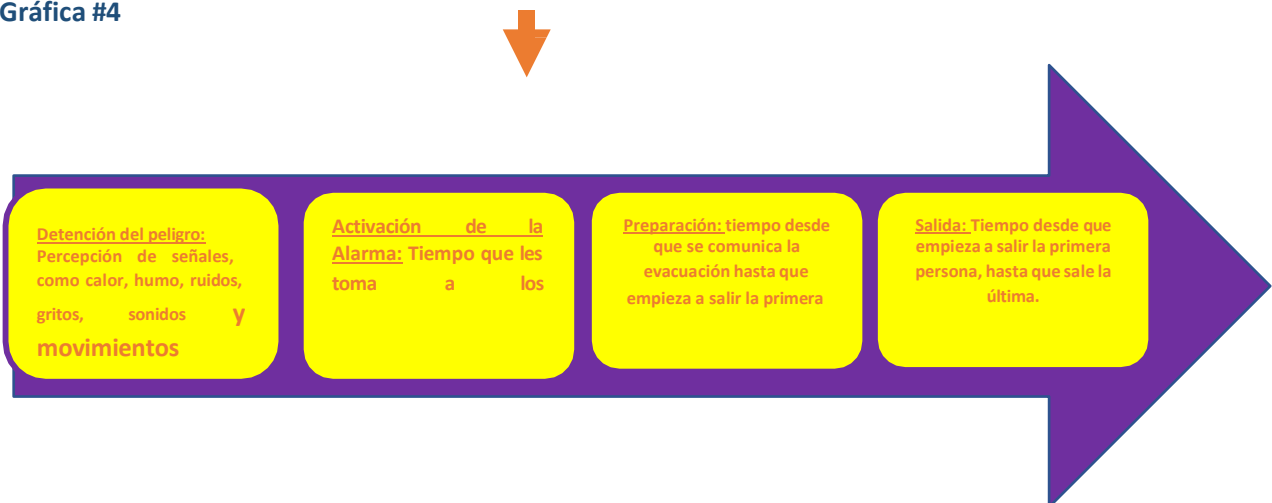 Gráfica #4
Detención del peligro:
Percepción de señales,
como calor, humo, ruidos,
gritos, sonidos y
movimientos
Activación de la
Alarma: Tiempo que les
toma a los
Preparación: tiempo desde
que se comunica la
evacuación hasta que
empieza a salir la primera
Salida: Tiempo desde que
empieza a salir la primera
persona, hasta que sale la
última.